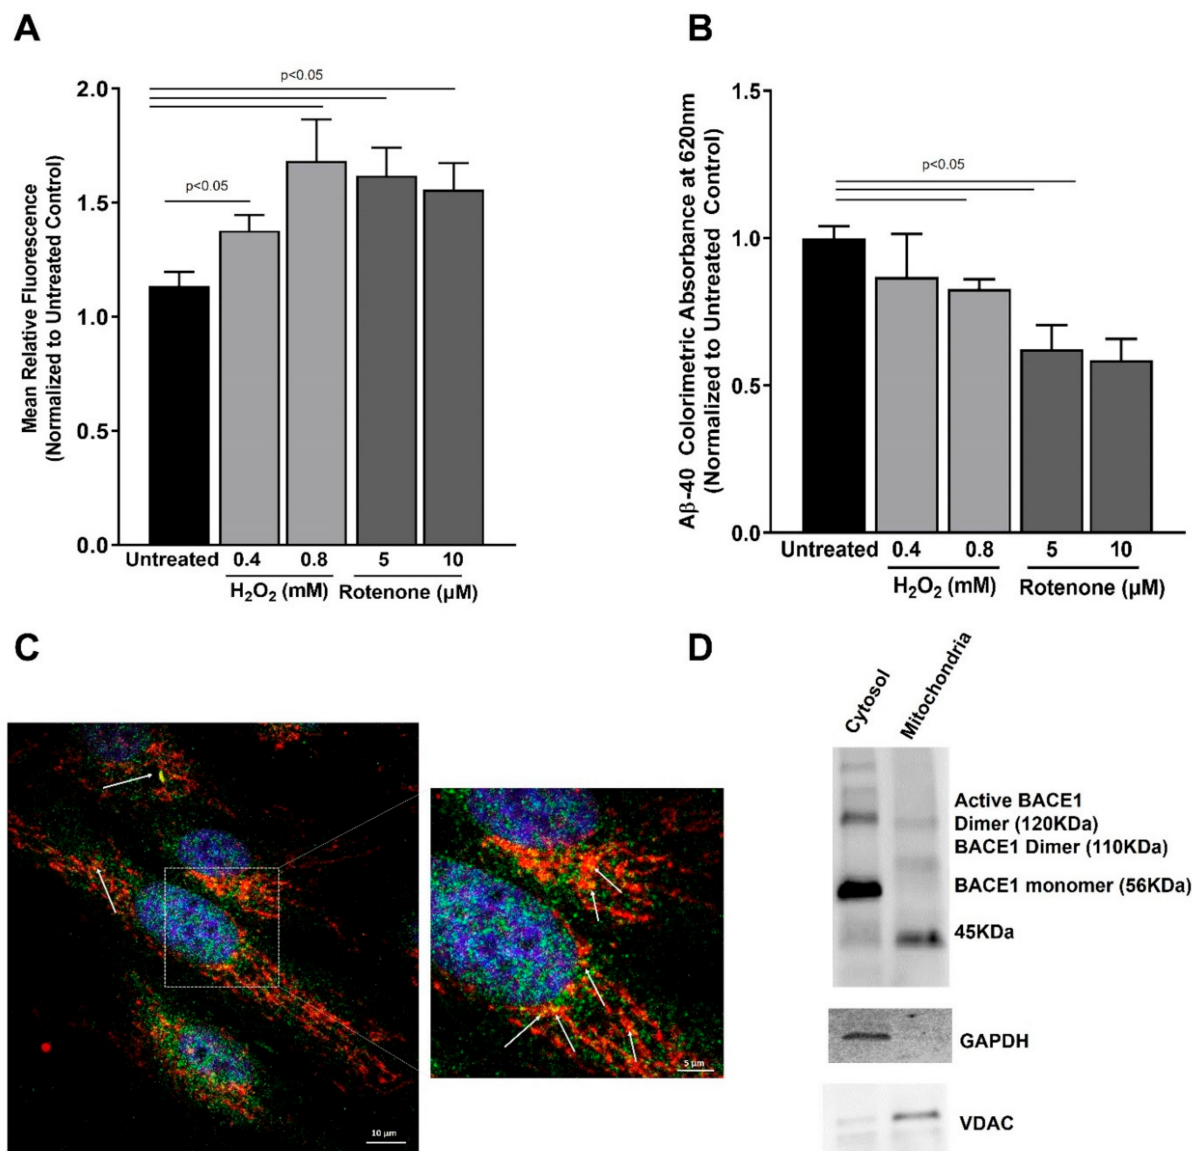 A
Mean Relative Fluorescence
(Normalized to Untreated Control)
2.0
1.5
1.0
0.5
0.0
p<0.05
p<0.05
Untreated 0.4 0.8 5 10
H₂O₂ (mM) Rotenone (µM)
B
Aβ-40 Colorimetric Absorbance at 620nm
(Normalized to Untreated Control)
1.5
1.0
0.5
0.0
p<0.05
Untreated 0.4 0.8 5 10
H₂O₂ (mM) Rotenone (µM)
C
10 µm
5 µm
D
Cytosol
Mitochondria
Active BACE1
Dimer (120KDa)
BACE1 Dimer (110KDa)
BACE1 monomer (56KDa)
45KDa
GAPDH
VDAC